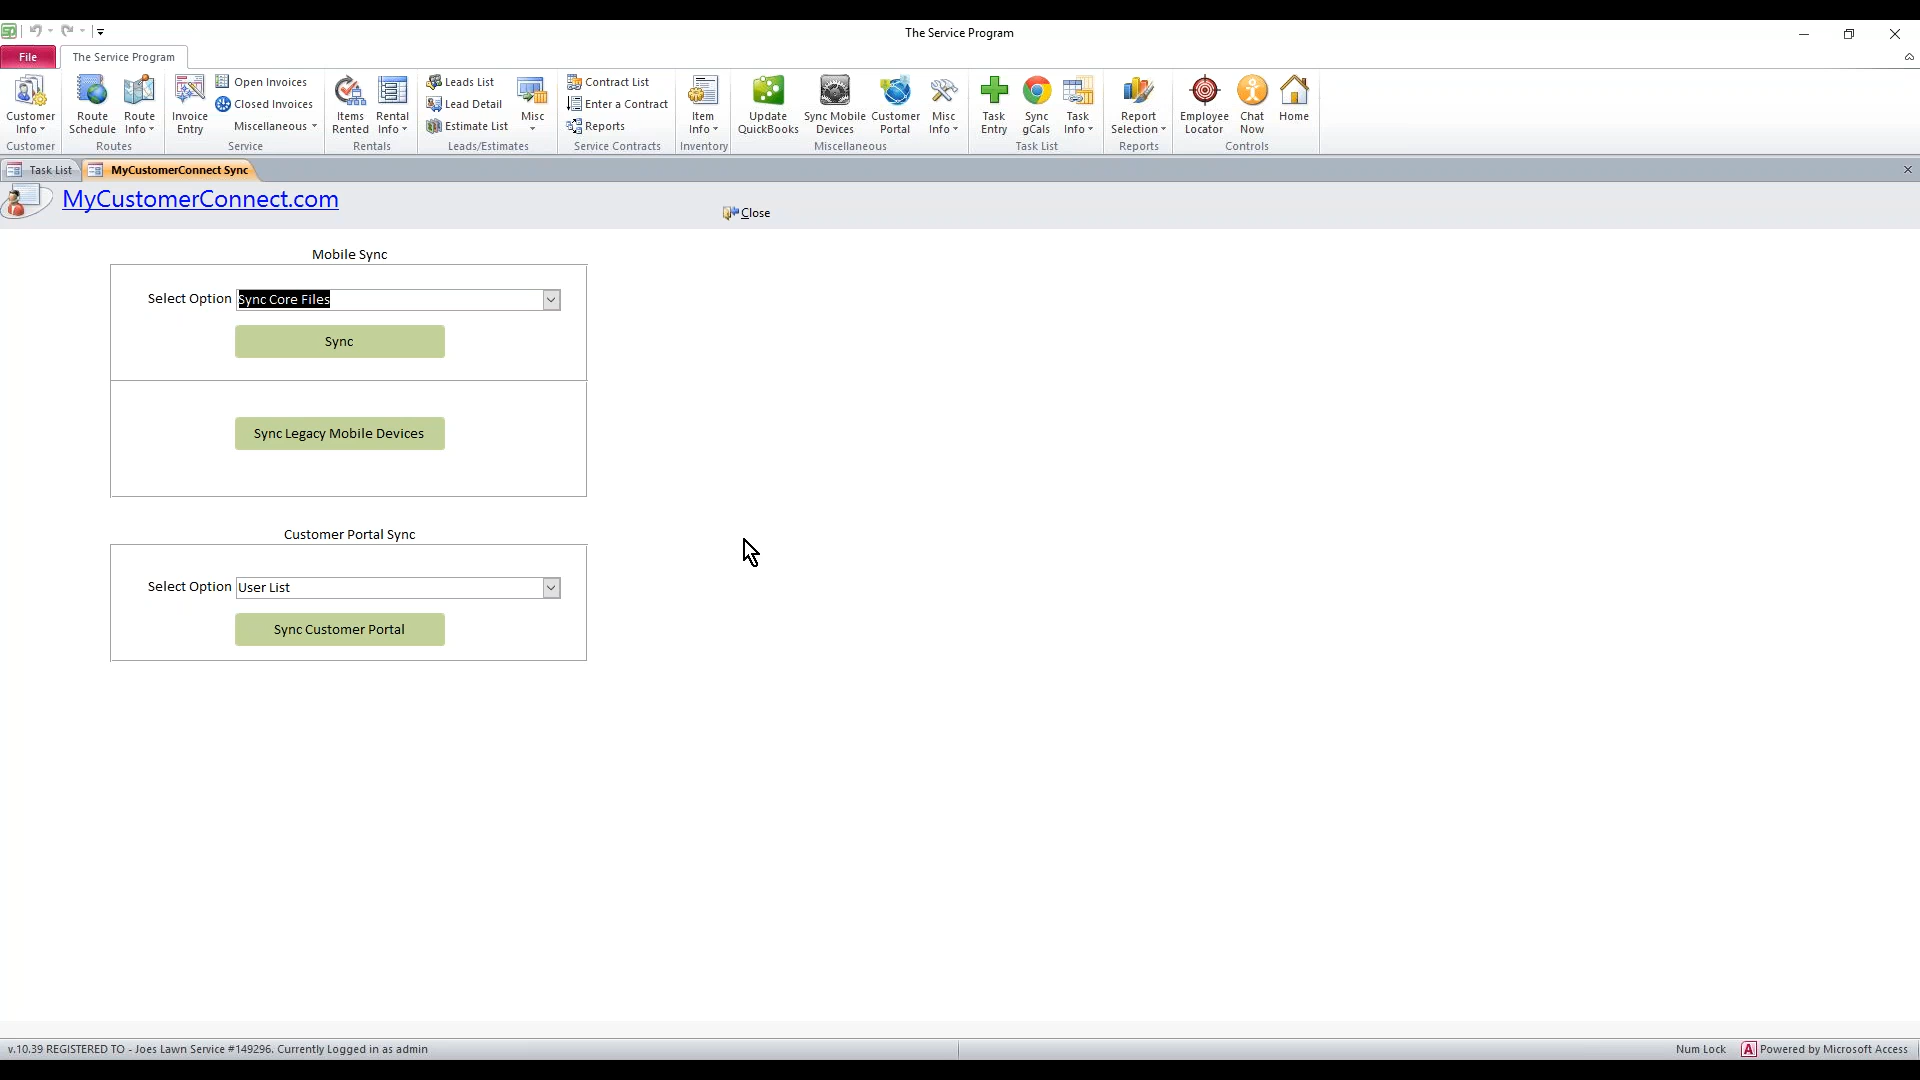 The Service Program
File
The Service Program
Customer Info
Customer
Route Schedule
Route Info
Routes
Invoice Entry
Open Invoices
Closed Invoices
Miscellaneous
Service
Items Rented
Rental Info
Rentals
Leads List
Lead Detail
Estimate List
Misc
Leads/Estimates
Contract List
Enter a Contract
Reports
Service Contracts
Item Info
Inventory
Update QuickBooks
Sync Mobile Devices
Customer Portal
Misc Info
Miscellaneous
Task Entry
Sync gCals
Task Info
Task List
Report Selection
Reports
Employee Locator
Chat Now
Home
Controls
Task List
MyCustomerConnect Sync
MyCustomerConnect.com
Close
Mobile Sync
Select Option Sync Core Files
Sync
Sync Legacy Mobile Devices
Customer Portal Sync
Select Option User List
Sync Customer Portal
v.10.39 REGISTERED TO - Joes Lawn Service #149296. Currently Logged in as admin
Num Lock
A Powered by Microsoft Access